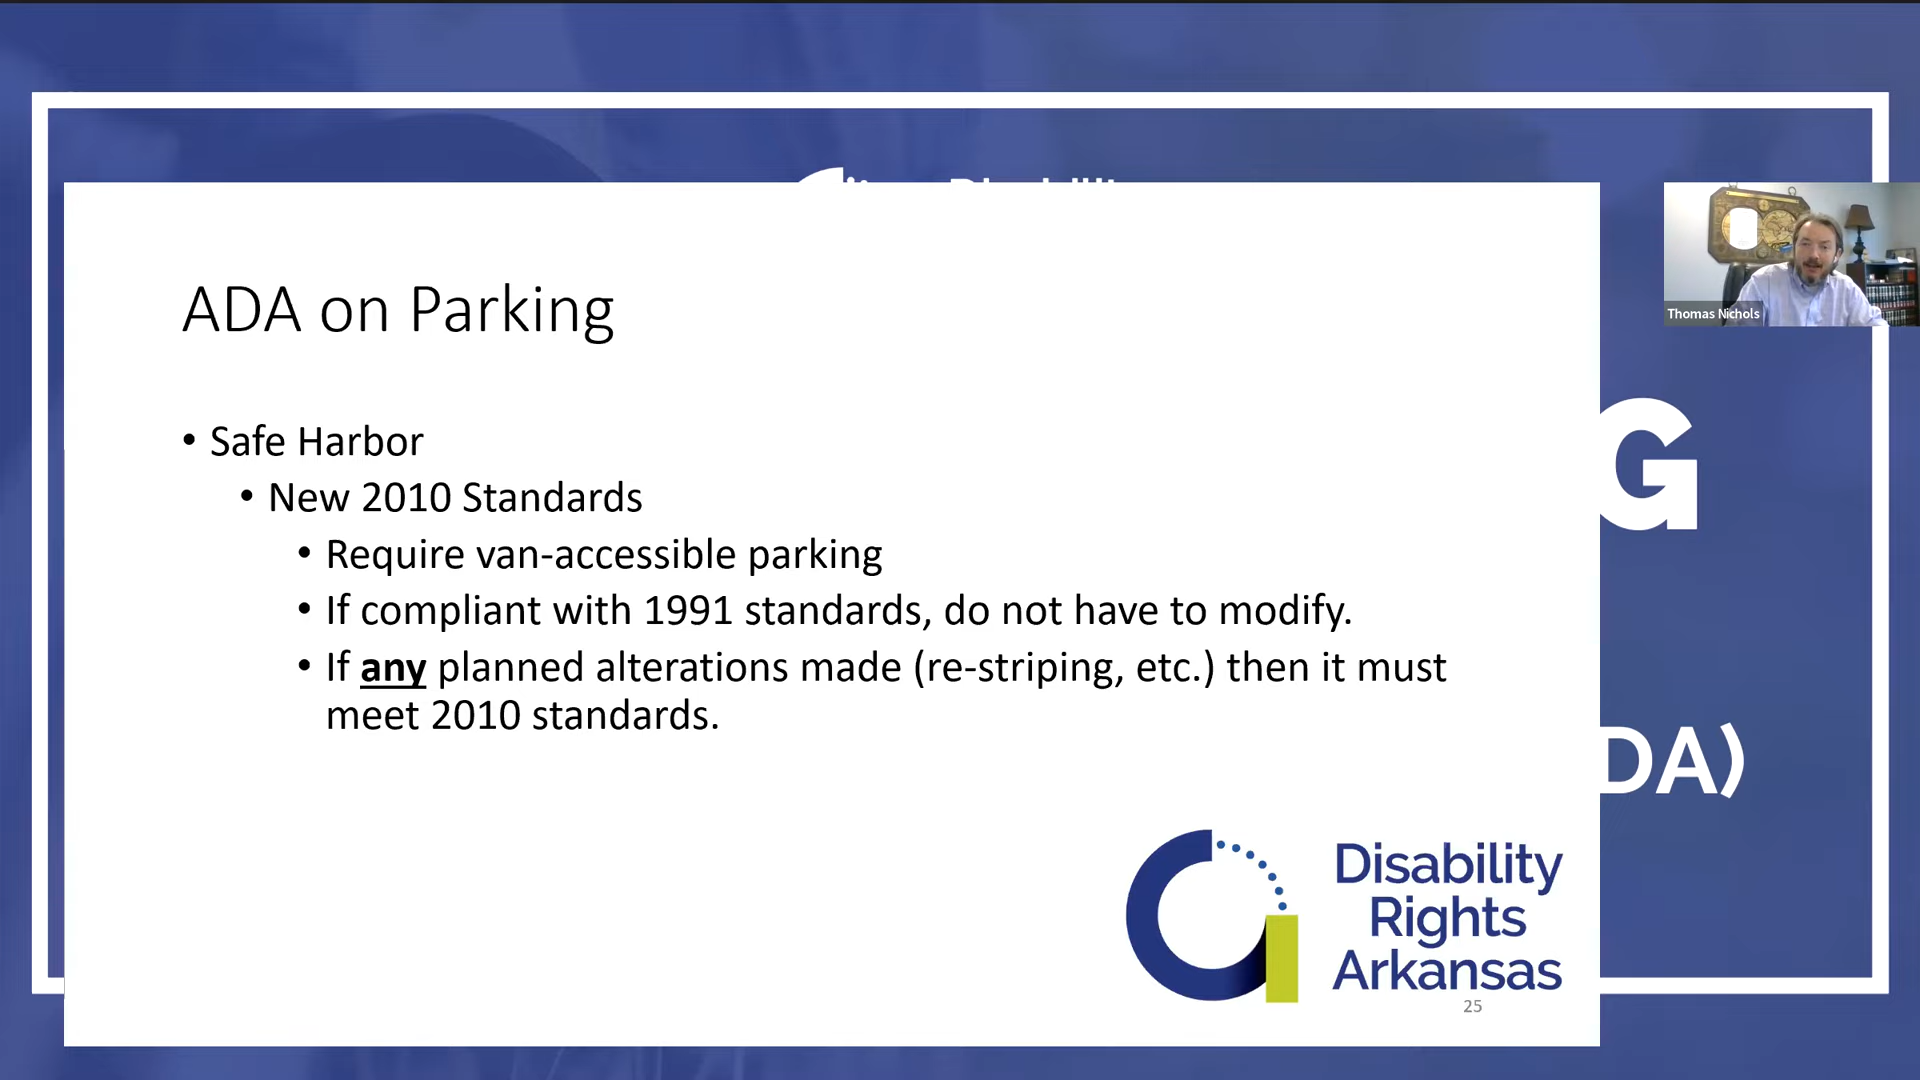 ADA on Parking
• Safe Harbor
• New 2010 Standards
• Require van-accessible parking
• If compliant with 1991 standards, do not have to modify.
• If any planned alterations made (re-striping, etc.) then it must
meet 2010 standards.
Disability
Rights
Arkansas
25
Thomas Nichols
G
DA)